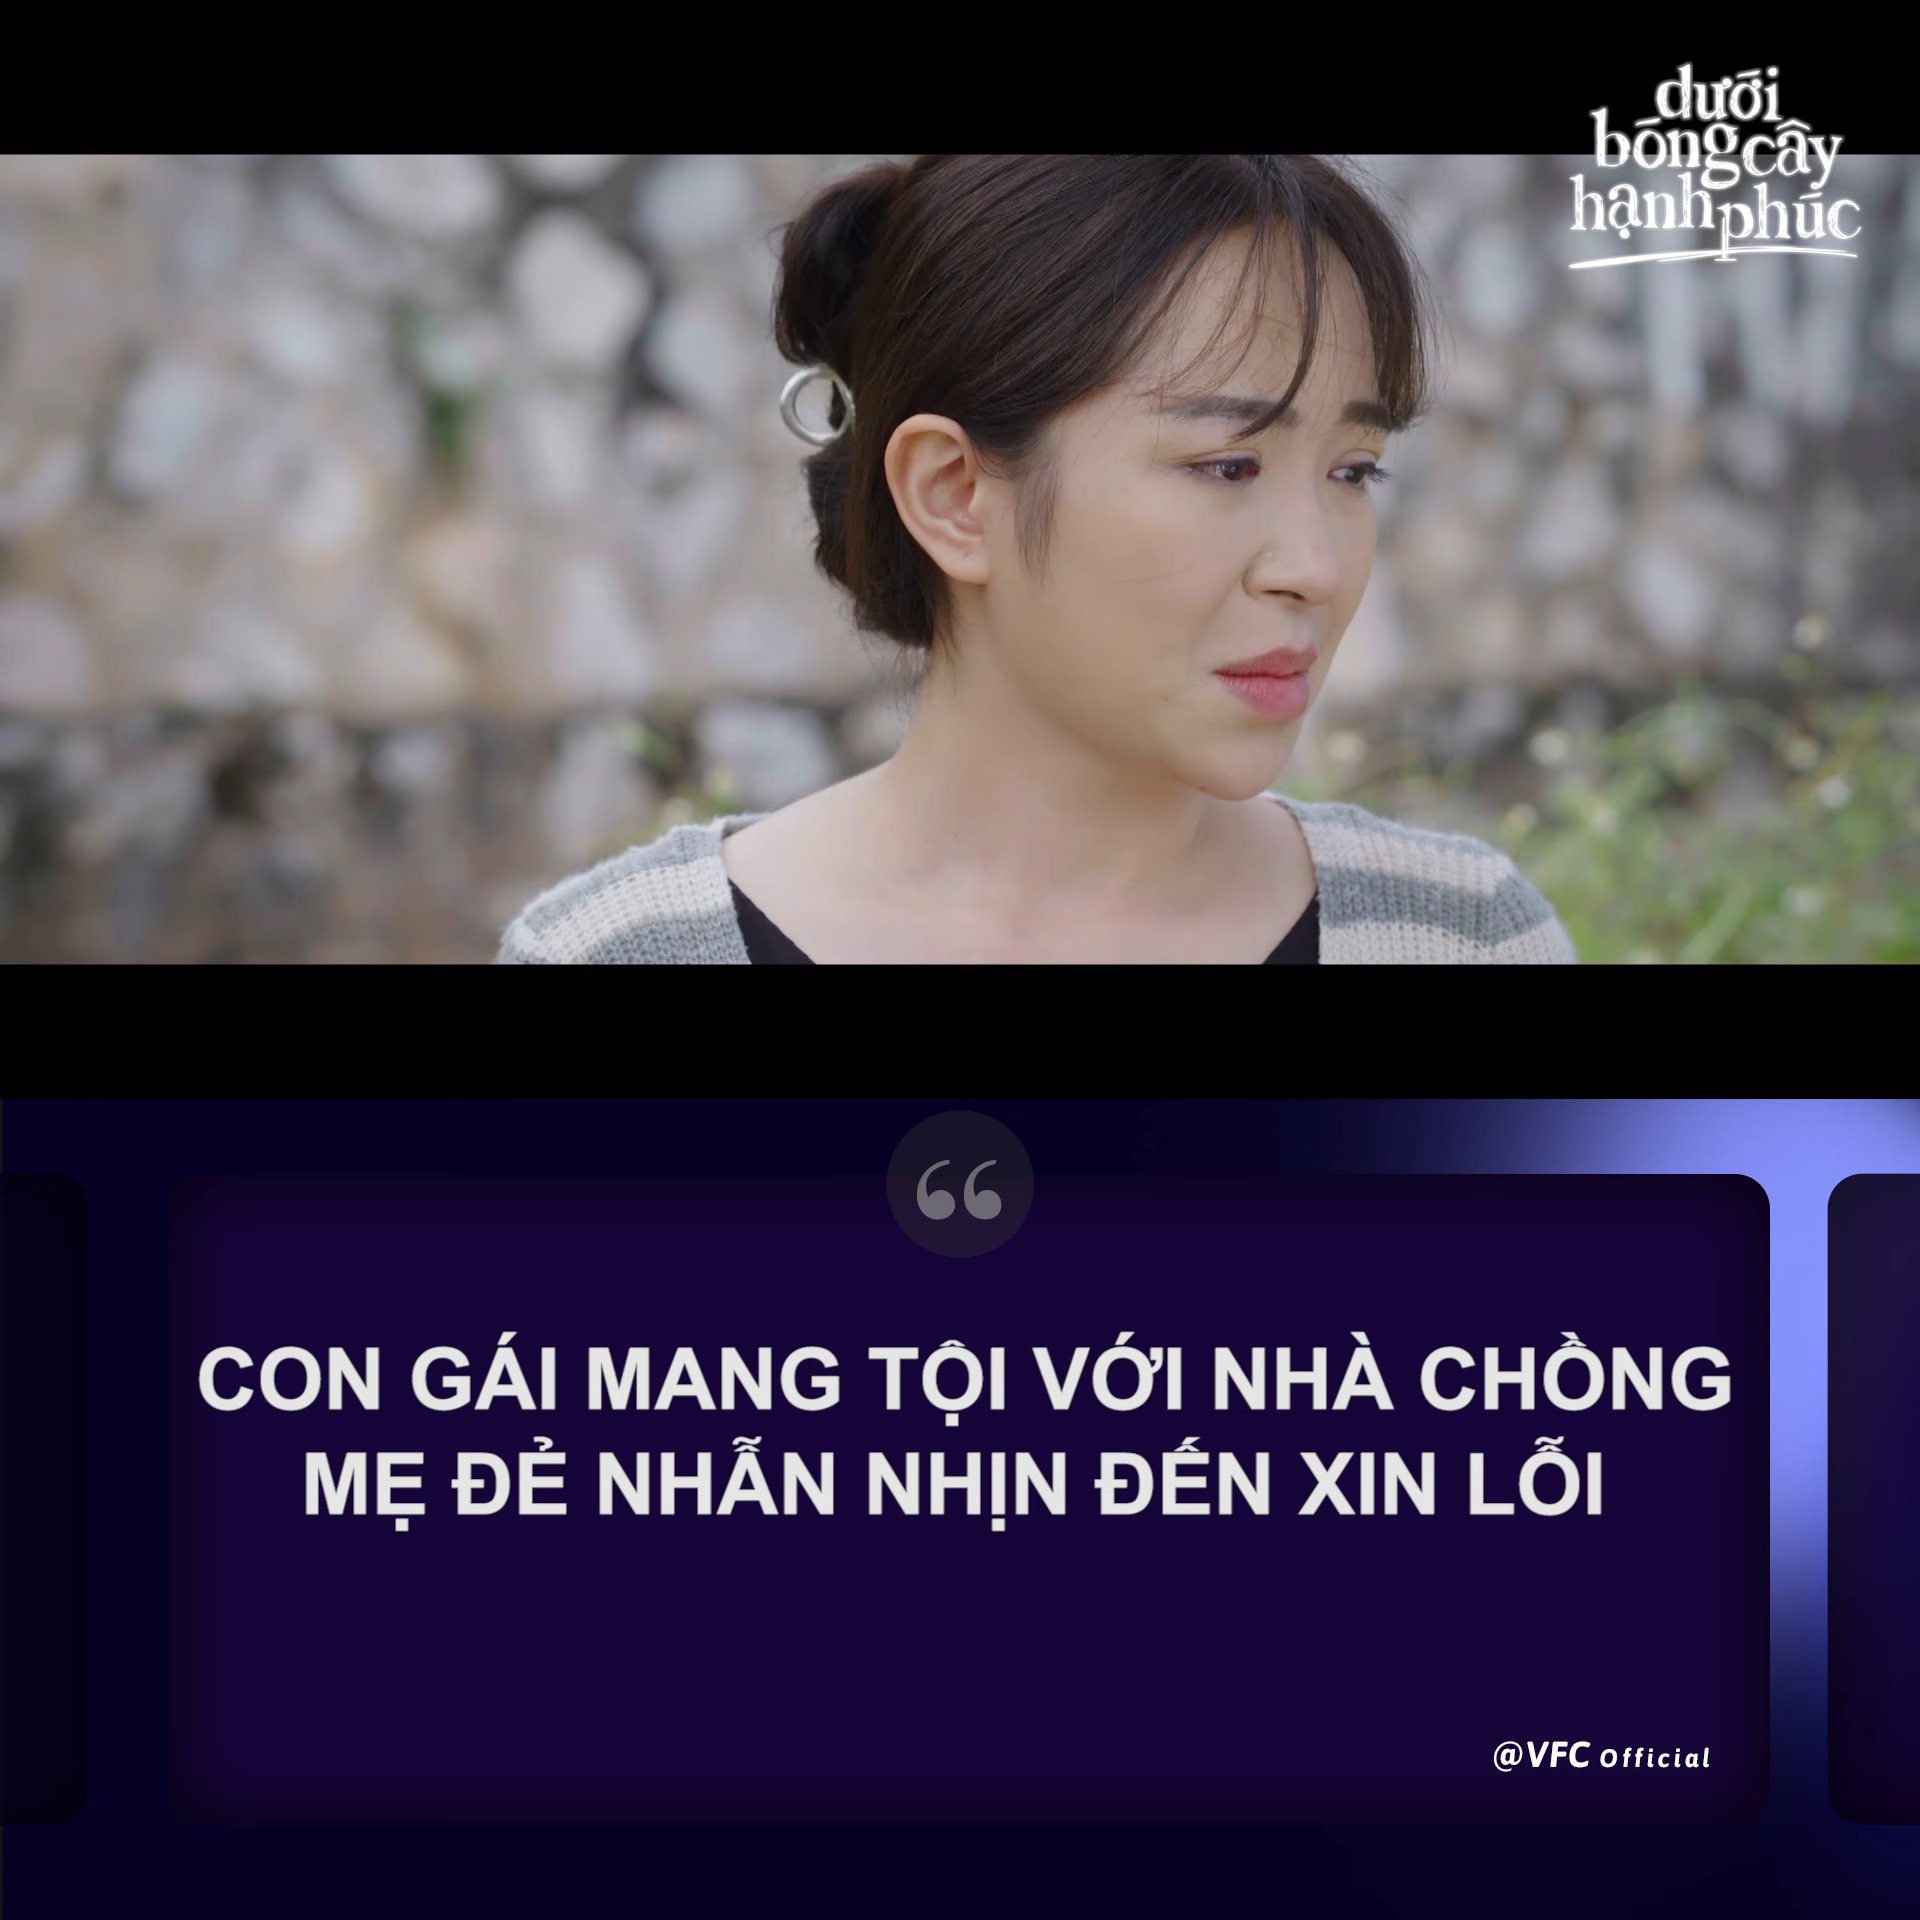 dưới
bóng cây
hạnh phúc
CON GÁI MANG TỘI VỚI NHÀ CHỒNG
MẸ ĐẺ NHẪN NHỊN ĐẾN XIN LỖI
@VFC Official